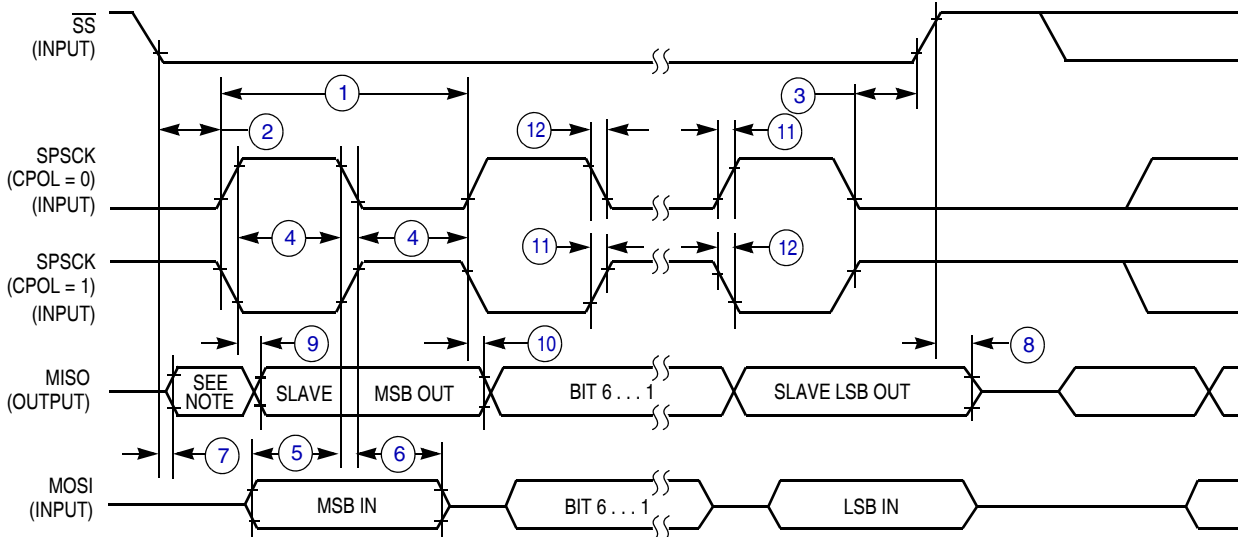 SS
(INPUT)
1
3
2
12
11
SPSCK
(CPOL = 0)
(INPUT)
4
4
11
12
SPSCK
(CPOL = 1)
(INPUT)
9
10
8
MISO
(OUTPUT)
SEE
NOTE
SLAVE
MSB OUT
BIT 6 . . . 1
SLAVE LSB OUT
7
5
6
MOSI
(INPUT)
MSB IN
BIT 6 . . . 1
LSB IN